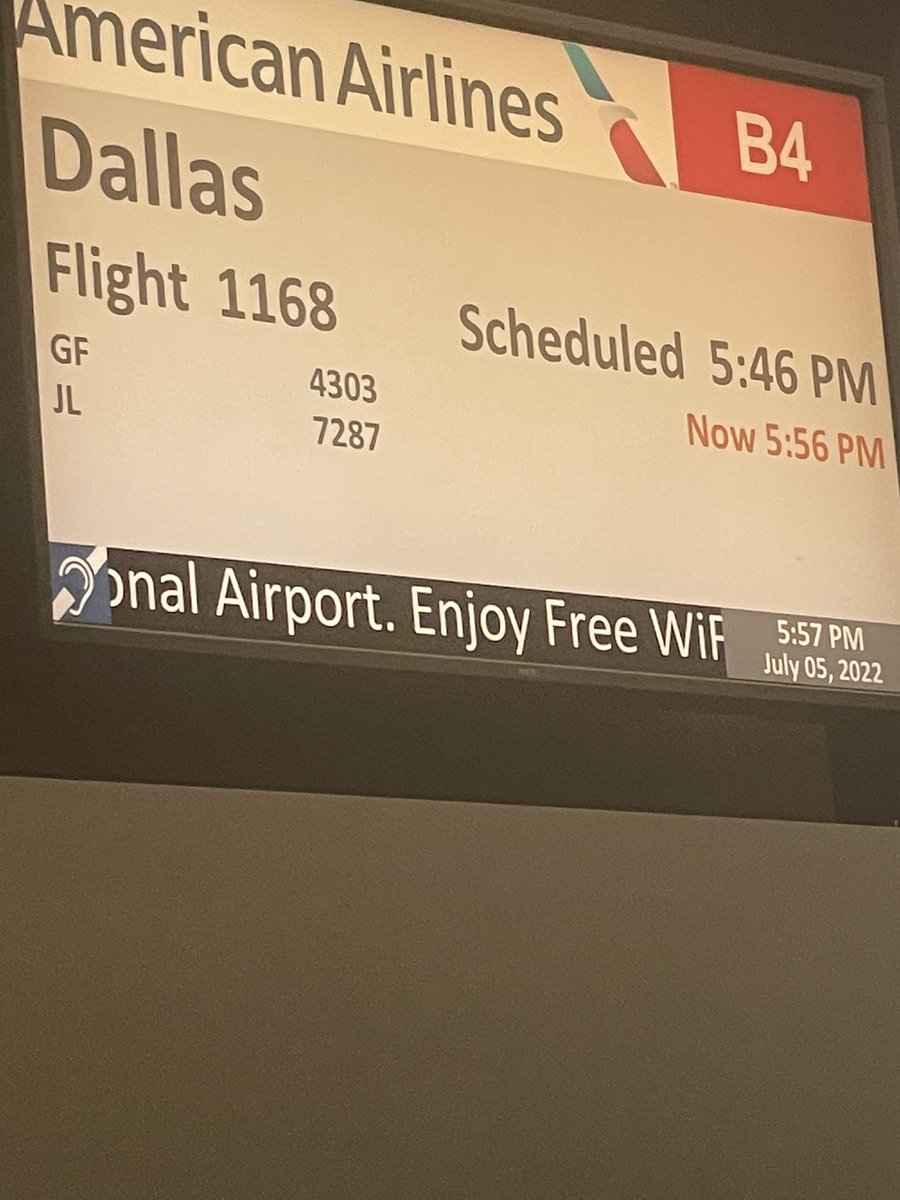 American Airlines
B4
Dallas
Flight 1168
Scheduled 5:46 PM
Now 5:56 PM
GF 4303
JL 7287
onal Airport. Enjoy Free WiF
5:57 PM
July 05, 2022